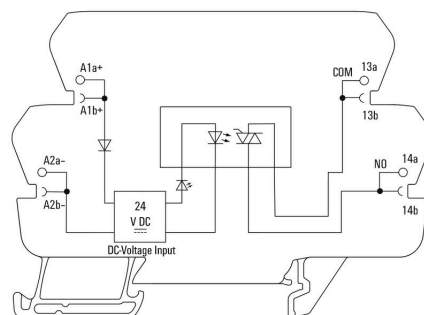 A1a+
A1b+
A2a–
A2b–
24
V DC
DC-Voltage Input
COM
13a
13b
NO
14a
14b